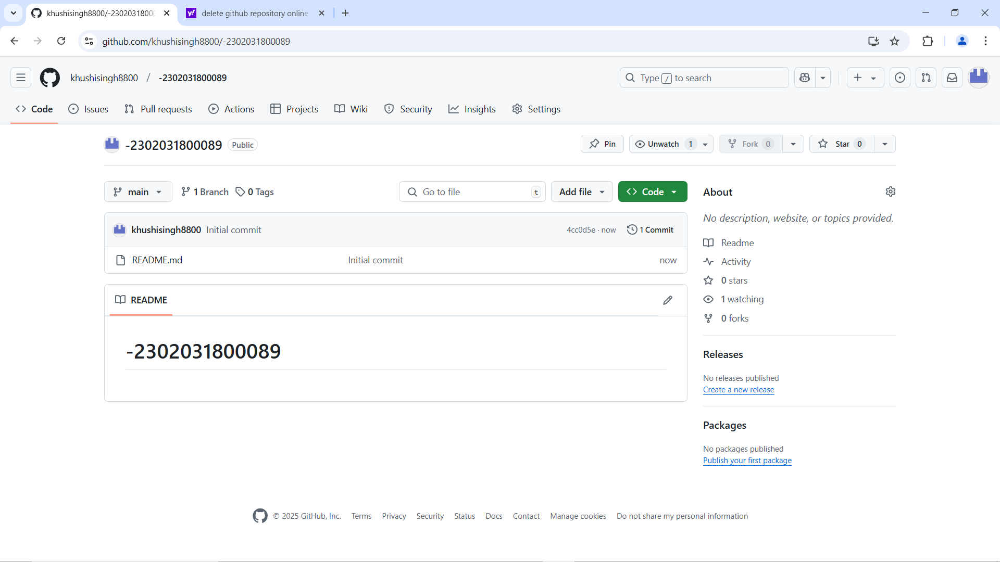 khushisingh8800/-2302031800
delete github repository online
github.com/khushisingh8800/-2302031800089
khushisingh8800 / -2302031800089
Type / to search
Code Issues Pull requests Actions Projects Wiki Security Insights Settings
-2302031800089 Public
Pin Unwatch 1 Fork 0 Star 0
main 1 Branch 0 Tags Go to file t Add file Code
khushisingh8800 Initial commit 4cc0d5e · now 1 Commit
README.md Initial commit now
README
-2302031800089
About
No description, website, or topics provided.
Readme
Activity
0 stars
1 watching
0 forks
Releases
No releases published
Create a new release
Packages
No packages published
Publish your first package
© 2025 GitHub, Inc. Terms Privacy Security Status Docs Contact Manage cookies Do not share my personal information